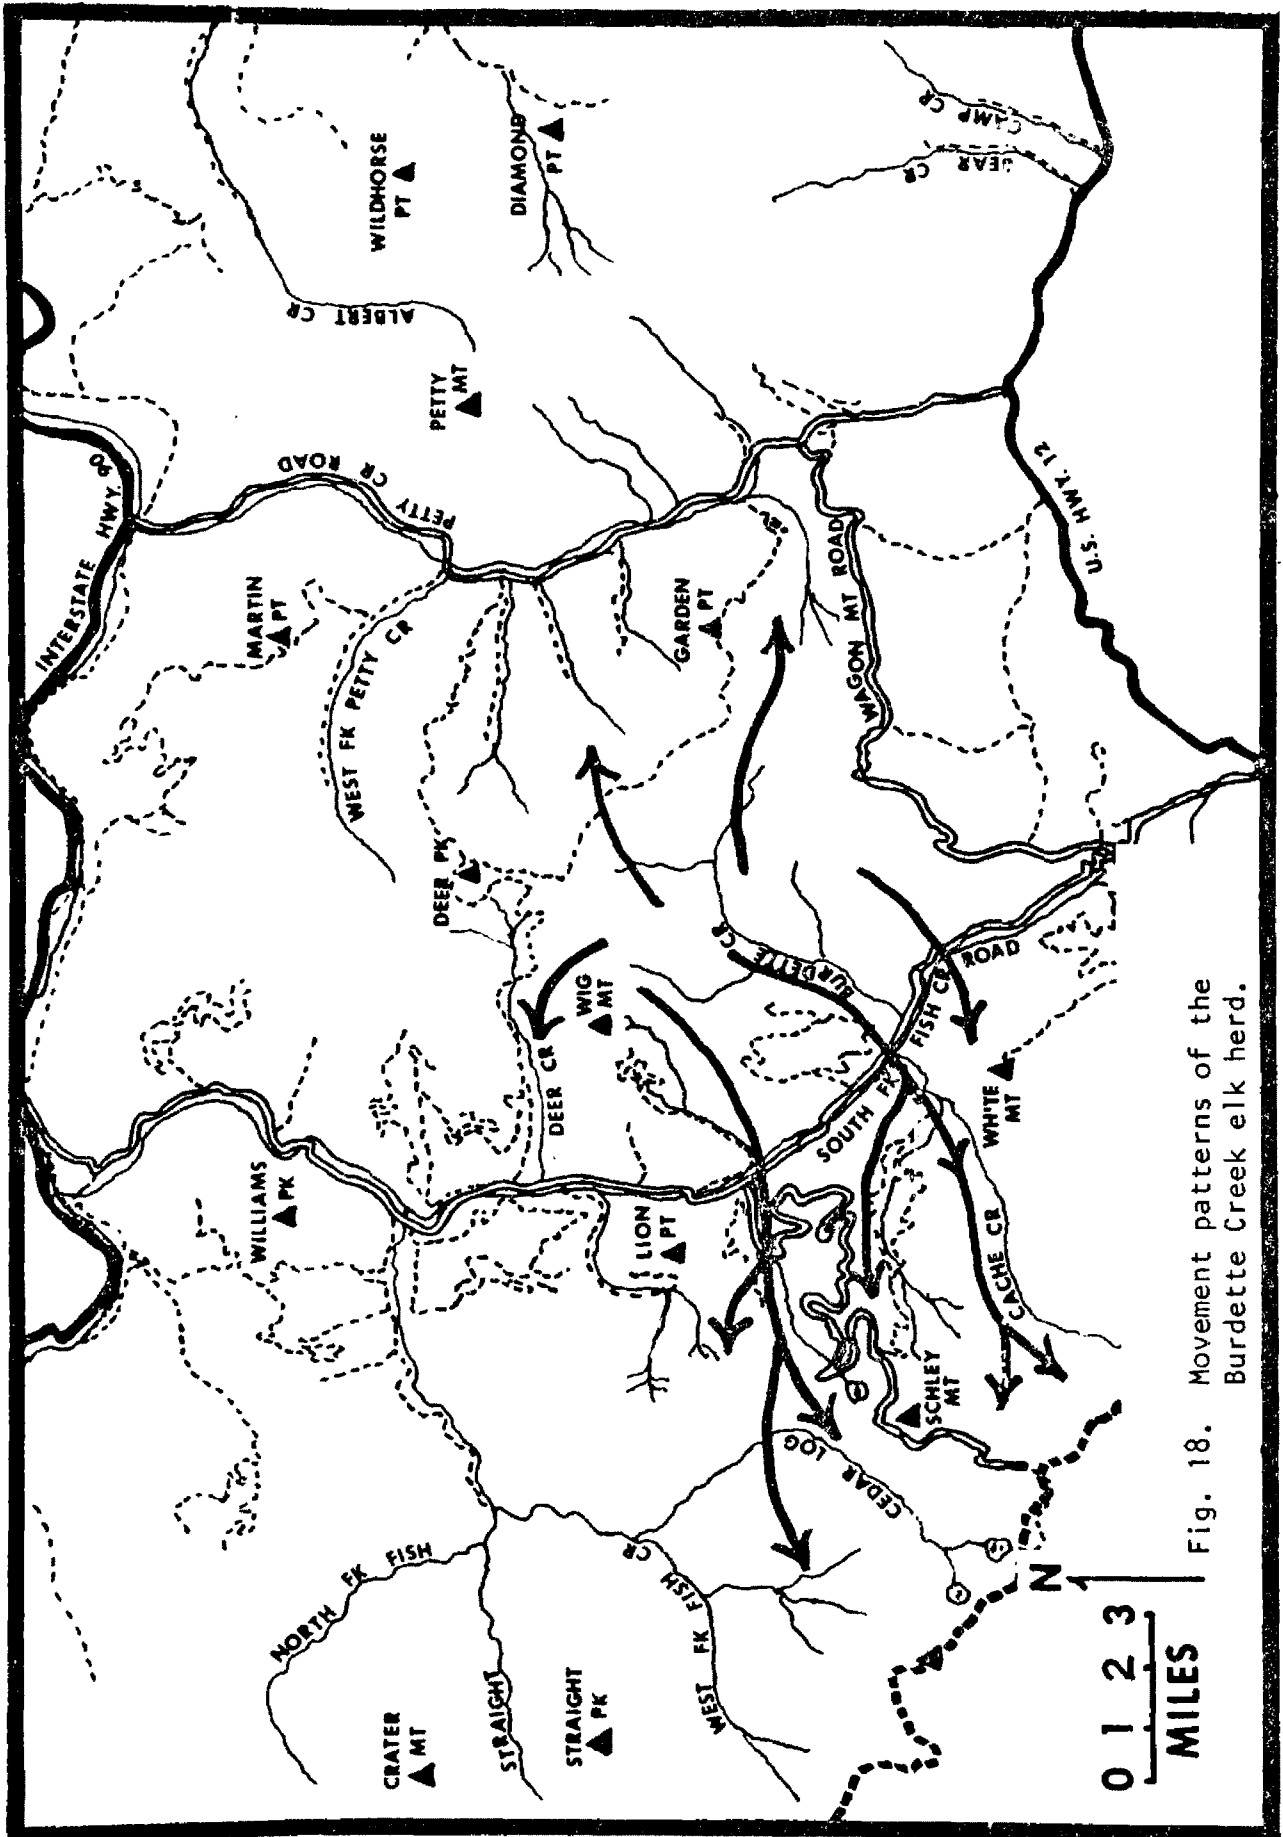 INTERSTATE
HWY. 90
MARTIN
PT
PETTY CR ROAD
WEST FK PETTY CR
PETTY
MT
ALBERT CR
WILDHORSE
PT
DIAMOND
PT
CAMP CR
BEAR CR
WILLIAMS
PK
DEER PK
DEER CR
WIG
MT
GARDEN
PT
WAGON MT ROAD
U.S. HWY. 12
NORTH FK FISH
CRATER
MT
STRAIGHT
STRAIGHT
PK
WEST FK FISH CR
CEDAR LOG
LION
PT
SOUTH FK FISH CR ROAD
BURDETTE CR
WHITE
MT
CACHE CR
SCHLEY
MT
0 1 2 3
MILES
N
Fig. 18. Movement patterns of the
Burdette Creek elk herd.